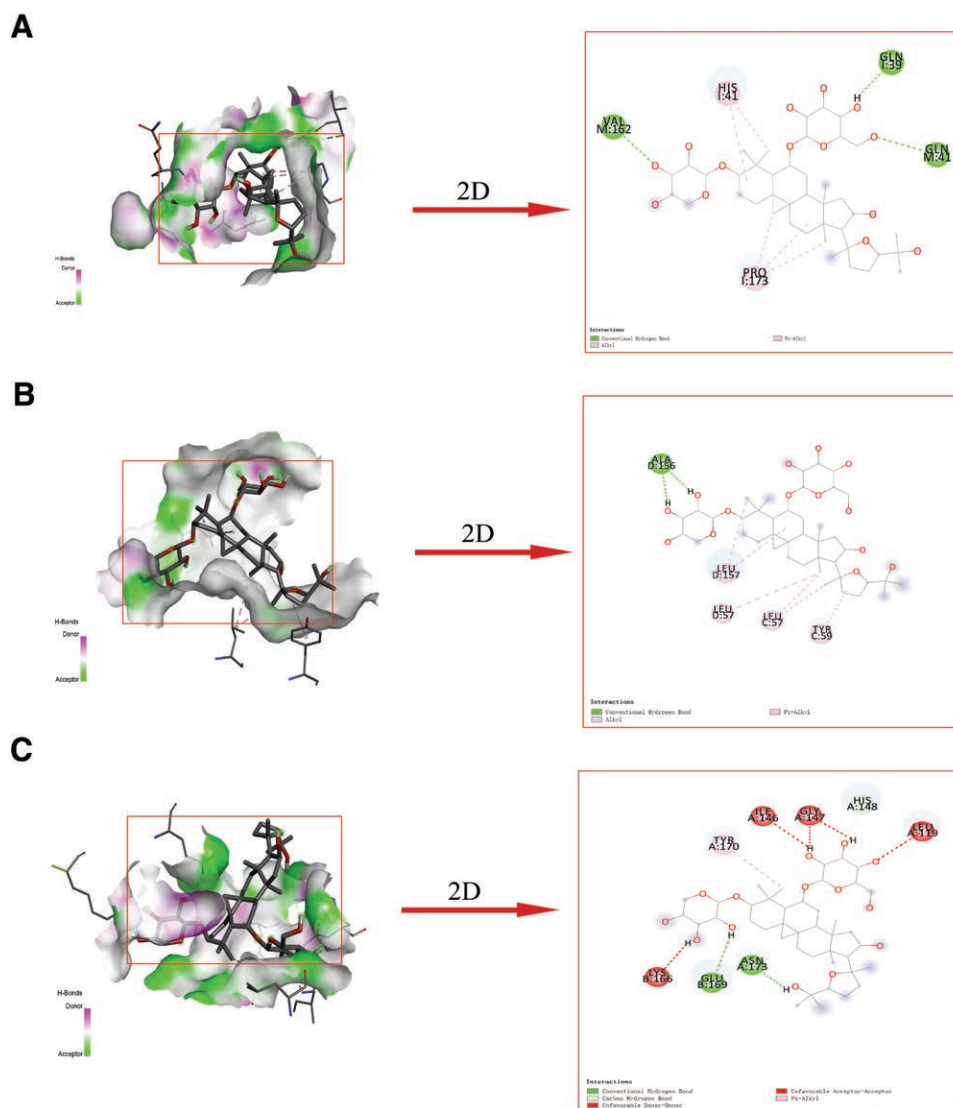 A
H-Bonds
Donor
Acceptor
2D
GLN
I:39
HIS
I:41
VAL
M:162
H
GLN
M:41
PRO
I:173
Interactions
Conventional Hydrogen Bond
Alkyl
Pi-Alkyl
B
H-Bonds
Donor
Acceptor
2D
ALA
D:156
H
H
LEU
D:157
LEU
D:57
LEU
C:57
TYR
C:59
Interactions
Conventional Hydrogen Bond
Alkyl
Pi-Alkyl
C
H-Bonds
Donor
Acceptor
2D
ILE
A:146
GLY
A:147
HIS
A:148
LEU
A:119
TYR
A:170
H
H
H
H
LYS
B:166
GLU
B:169
ASN
A:173
H
Interactions
Conventional Hydrogen Bond
Carbon Hydrogen Bond
Unfavorable Donor-Donor
Unfavorable Acceptor-Acceptor
Pi-Alkyl